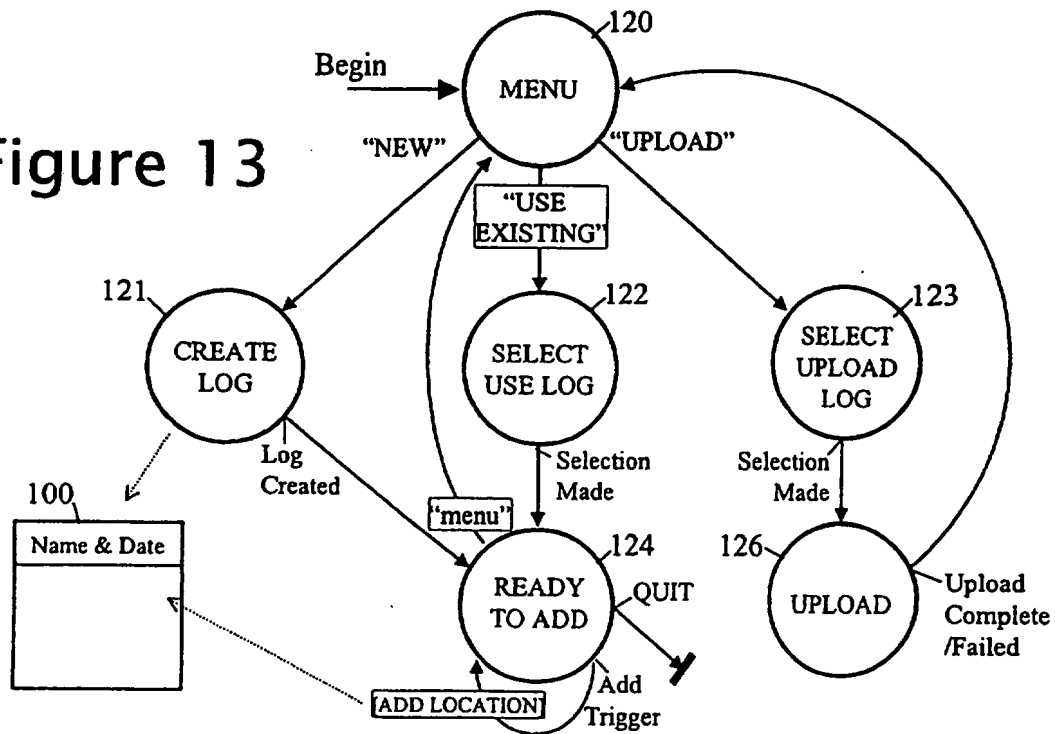 120
Begin
MENU
Figure 13
"NEW"
"UPLOAD"
"USE
EXISTING"
121
122
123
CREATE
LOG
SELECT
USE LOG
SELECT
UPLOAD
LOG
Log
Created
Selection
Made
Selection
Made
100
"menu"
124
126
Name & Date
READY
TO ADD
QUIT
UPLOAD
Upload
Complete
/Failed
ADD LOCATION
Add
Trigger